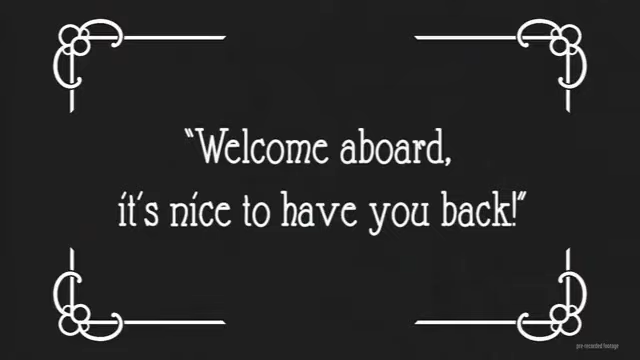 “Welcome aboard,
it's nice to have you back!”
pre-recorded footage